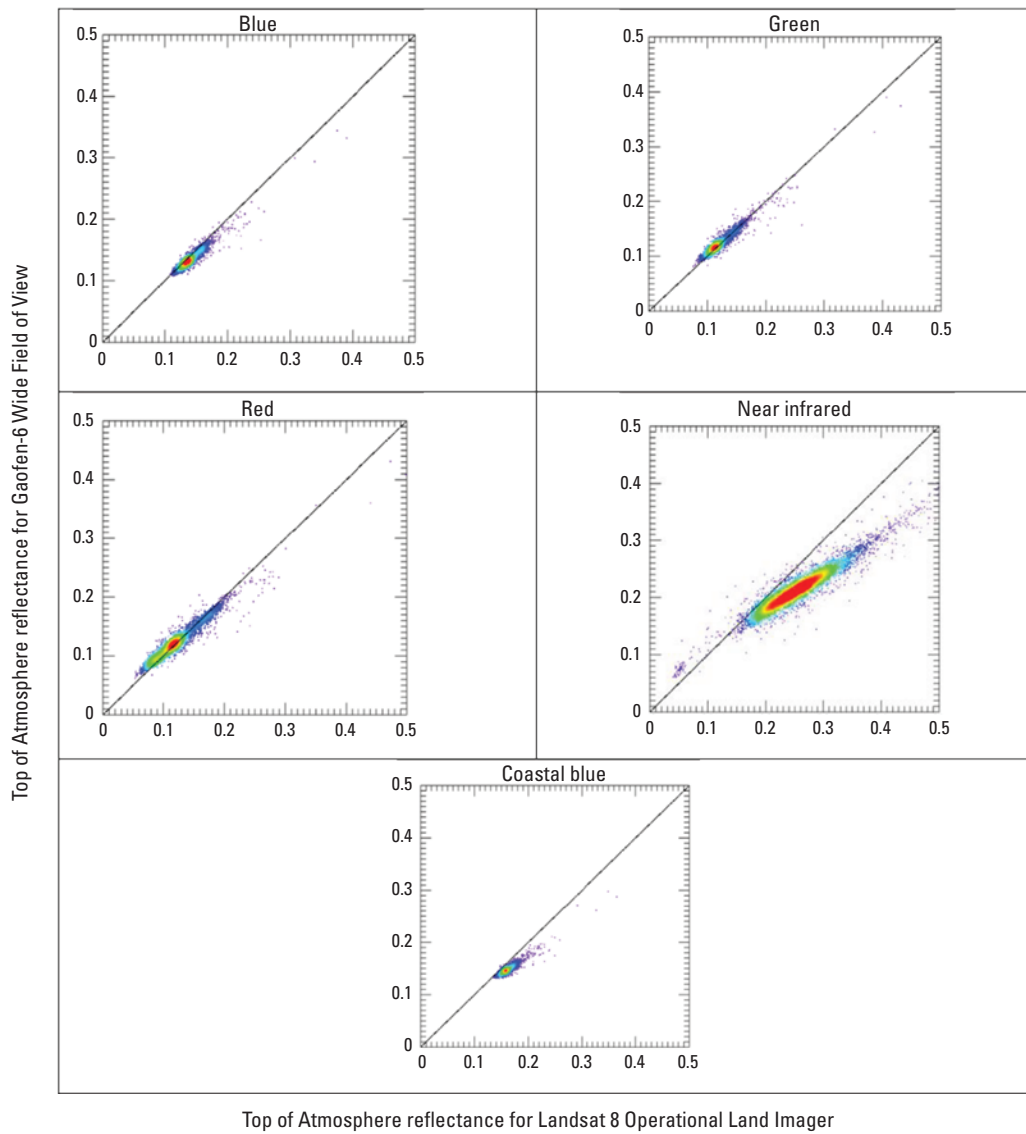 Top of Atmosphere reflectance for Gaofen-6 Wide Field of View
Blue
0.5
0.4
0.3
0.2
0.1
0
0 0.1 0.2 0.3 0.4 0.5
Green
0.5
0.4
0.3
0.2
0.1
0
0 0.1 0.2 0.3 0.4 0.5
Red
0.5
0.4
0.3
0.2
0.1
0
0 0.1 0.2 0.3 0.4 0.5
Near infrared
0.5
0.4
0.3
0.2
0.1
0
0 0.1 0.2 0.3 0.4 0.5
Coastal blue
0.5
0.4
0.3
0.2
0.1
0
0 0.1 0.2 0.3 0.4 0.5
Top of Atmosphere reflectance for Landsat 8 Operational Land Imager